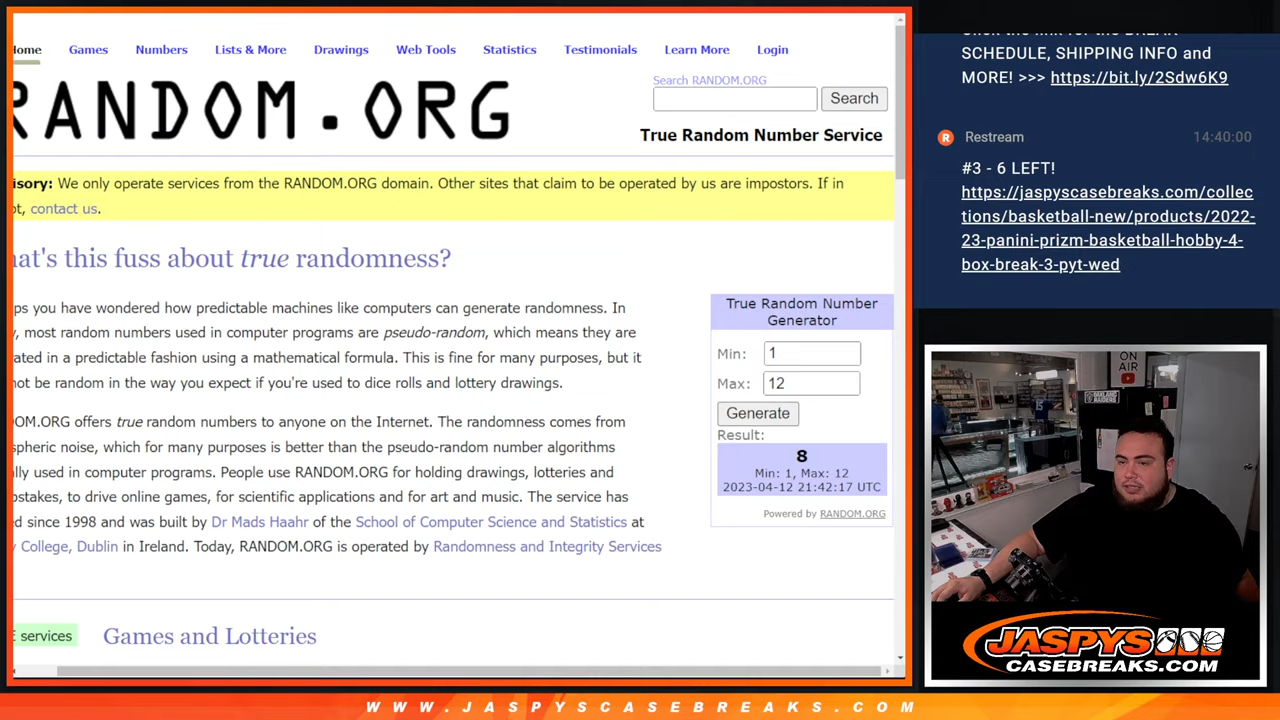 Home Games Numbers Lists & More Drawings Web Tools Statistics Testimonials Learn More Login
RANDOM.ORG
Search RANDOM.ORG
Search
True Random Number Service
isory: We only operate services from the RANDOM.ORG domain. Other sites that claim to be operated by us are impostors. If in
ot, contact us.
hat's this fuss about true randomness?
ps you have wondered how predictable machines like computers can generate randomness. In
y, most random numbers used in computer programs are pseudo-random, which means they are
rated in a predictable fashion using a mathematical formula. This is fine for many purposes, but it
not be random in the way you expect if you're used to dice rolls and lottery drawings.
DOM.ORG offers true random numbers to anyone on the Internet. The randomness comes from
spheric noise, which for many purposes is better than the pseudo-random number algorithms
lly used in computer programs. People use RANDOM.ORG for holding drawings, lotteries and
pstakes, to drive online games, for scientific applications and for art and music. The service has
ed since 1998 and was built by Dr Mads Haahr of the School of Computer Science and Statistics at
y College, Dublin in Ireland. Today, RANDOM.ORG is operated by Randomness and Integrity Services
True Random Number
Generator
Min: 1
Max: 12
Generate
Result:
8
Min: 1, Max: 12
2023-04-12 21:42:17 UTC
Powered by RANDOM.ORG
E services
Games and Lotteries
SCHEDULE, SHIPPING INFO and
MORE! >>> https://bit.ly/2Sdw6K9
R Restream 14:40:00
#3 - 6 LEFT!
https://jaspyscasebreaks.com/collec
tions/basketball-new/products/2022-
23-panini-prizm-basketball-hobby-4-
box-break-3-pyt-wed
ON
AIR
OAKLAND
RAIDERS
15
JASPYS
CASEBREAKS.COM
WWW.JASPYSCASEBREAKS.COM